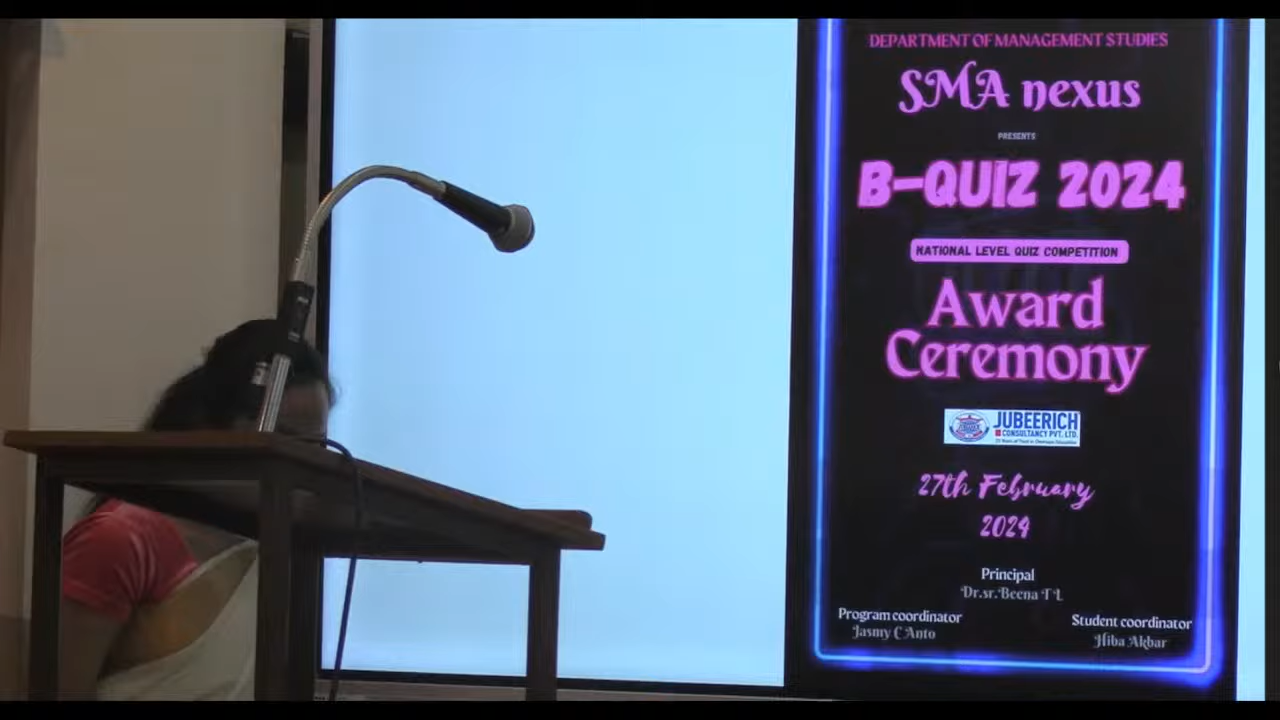 DEPARTMENT OF MANAGEMENT STUDIES
SMA nexus
PRESENTS
B-QUIZ 2024
NATIONAL LEVEL QUIZ COMPETITION
Award
Ceremony
JUBEERICH
CONSULTANCY PVT. LTD.
27th February
2024
Principal
Dr.sr.Beena T L
Program coordinator
Jasmy C Anto
Student coordinator
Hiba Akbar